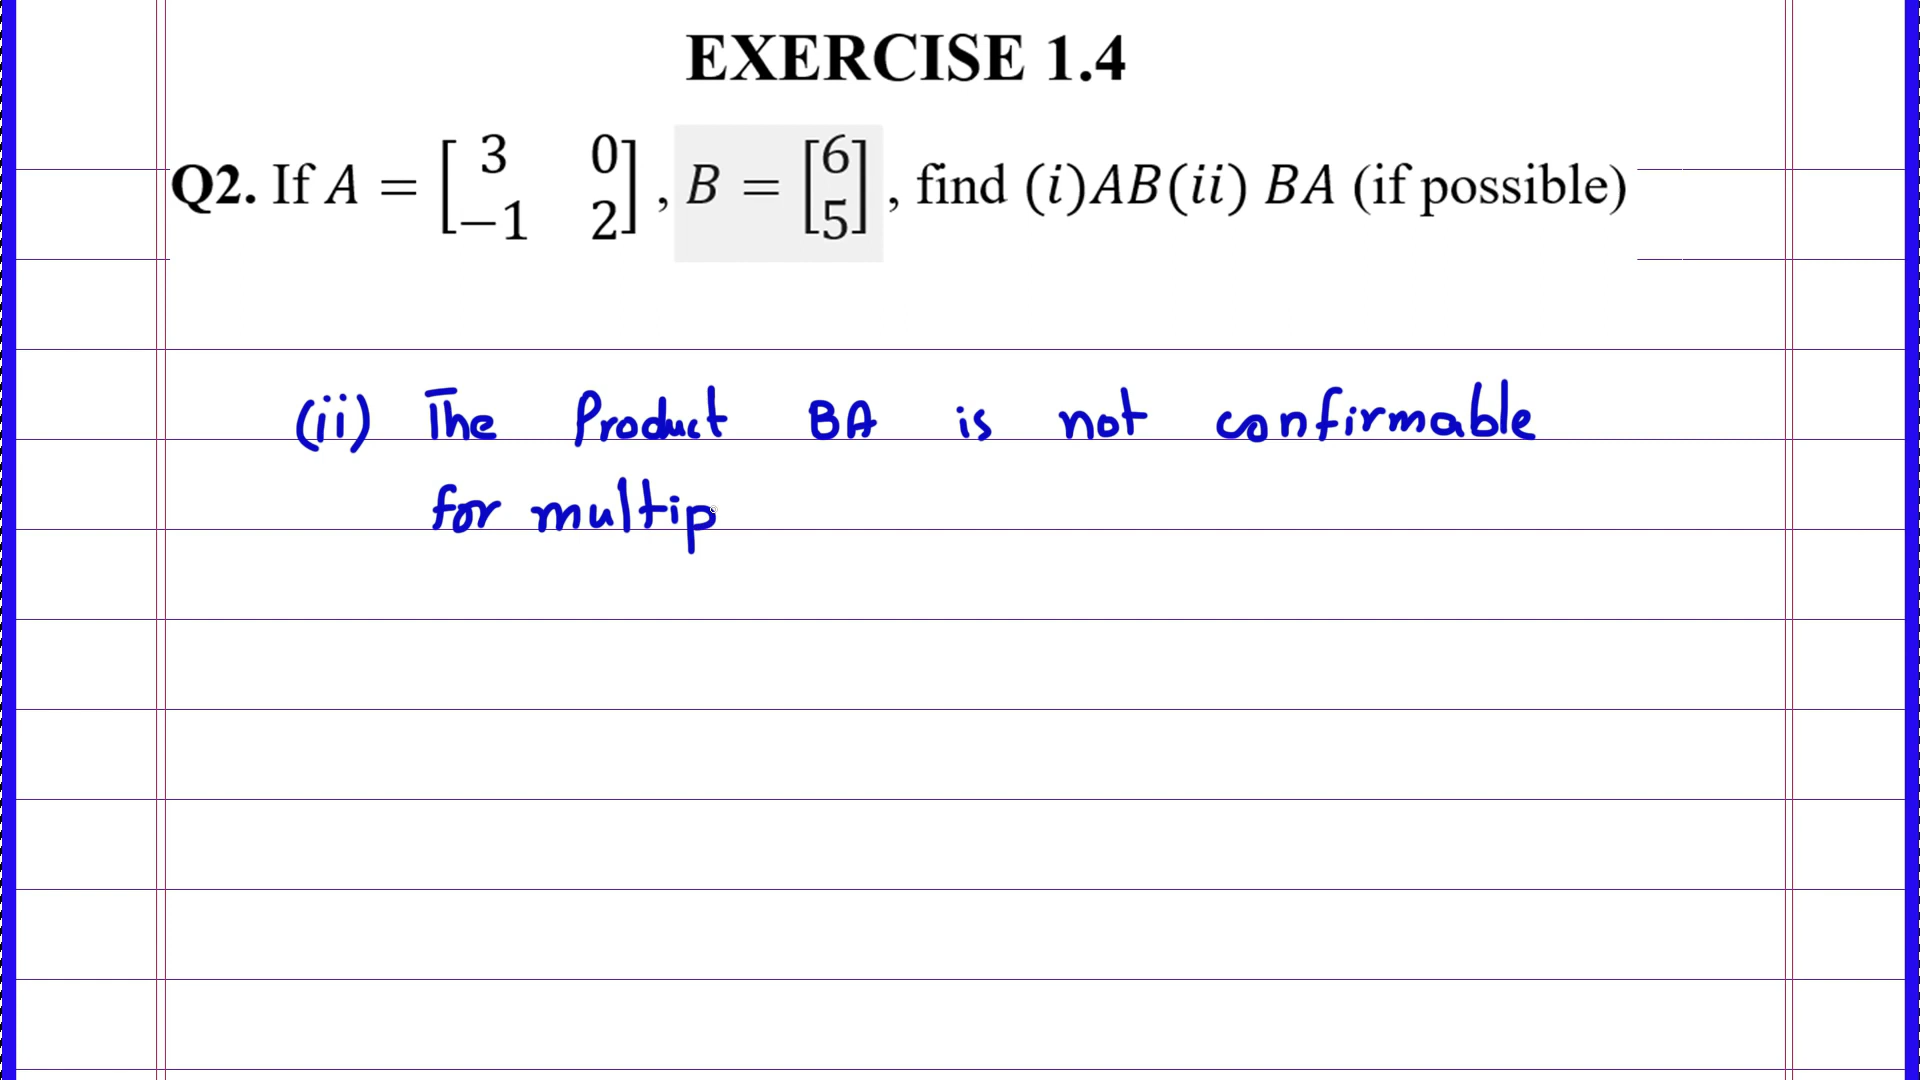 EXERCISE 1.4
Q2. If A = [3 0; −1 2], B = [6; 5], find (i)AB(ii) BA (if possible)
(ii) The Product BA is not confirmable
for multip